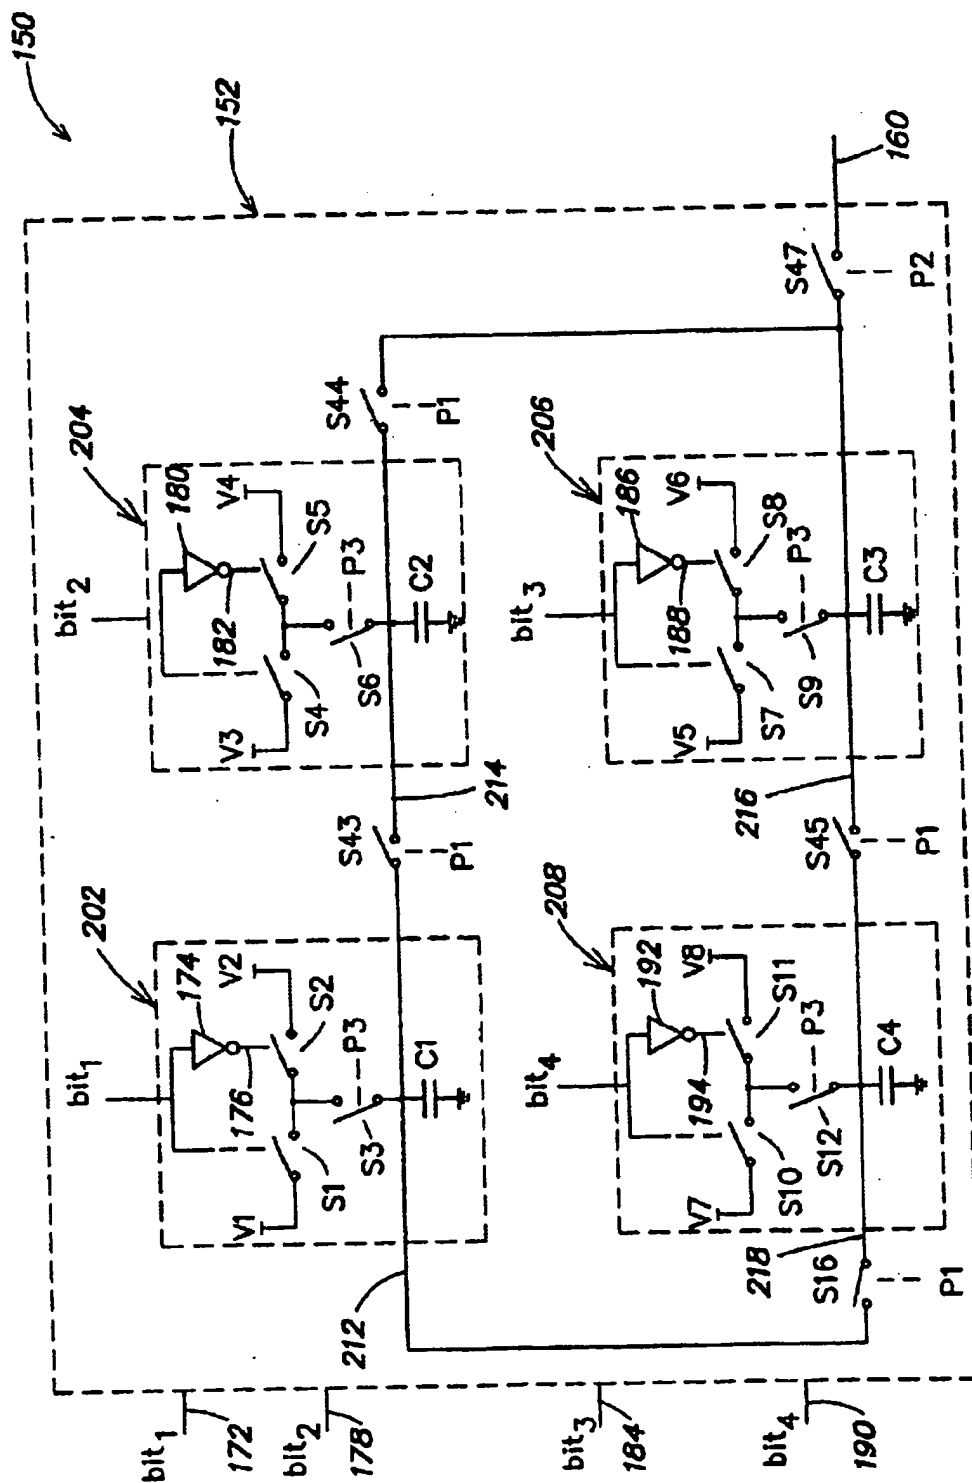 150
152
202
bit1
174
V2
176
S2
V1
S1
P3
S3
C1
212
S43
P1
214
204
bit2
180
V4
182
S5
V3
S4
P3
S6
C2
S44
P1
208
bit4
192
V8
194
S11
V7
S10
P3
S12
C4
218
S16
P1
216
S45
P1
206
bit3
186
V6
188
S8
V5
S7
P3
S9
C3
S47
P2
160
bit1
172
bit2
178
bit3
184
bit4
190